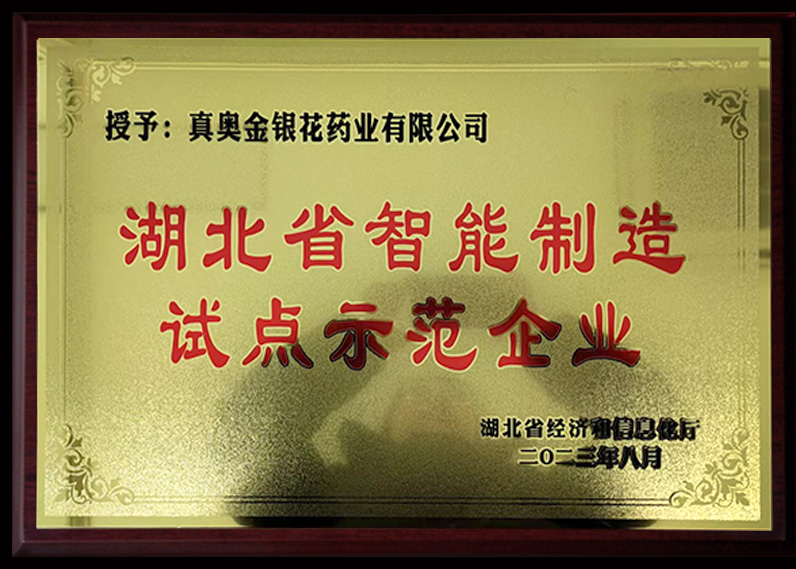 授予：真奥金银花药业有限公司
湖北省智能制造
试点示范企业
湖北省经济和信息化厅
二〇二三年八月